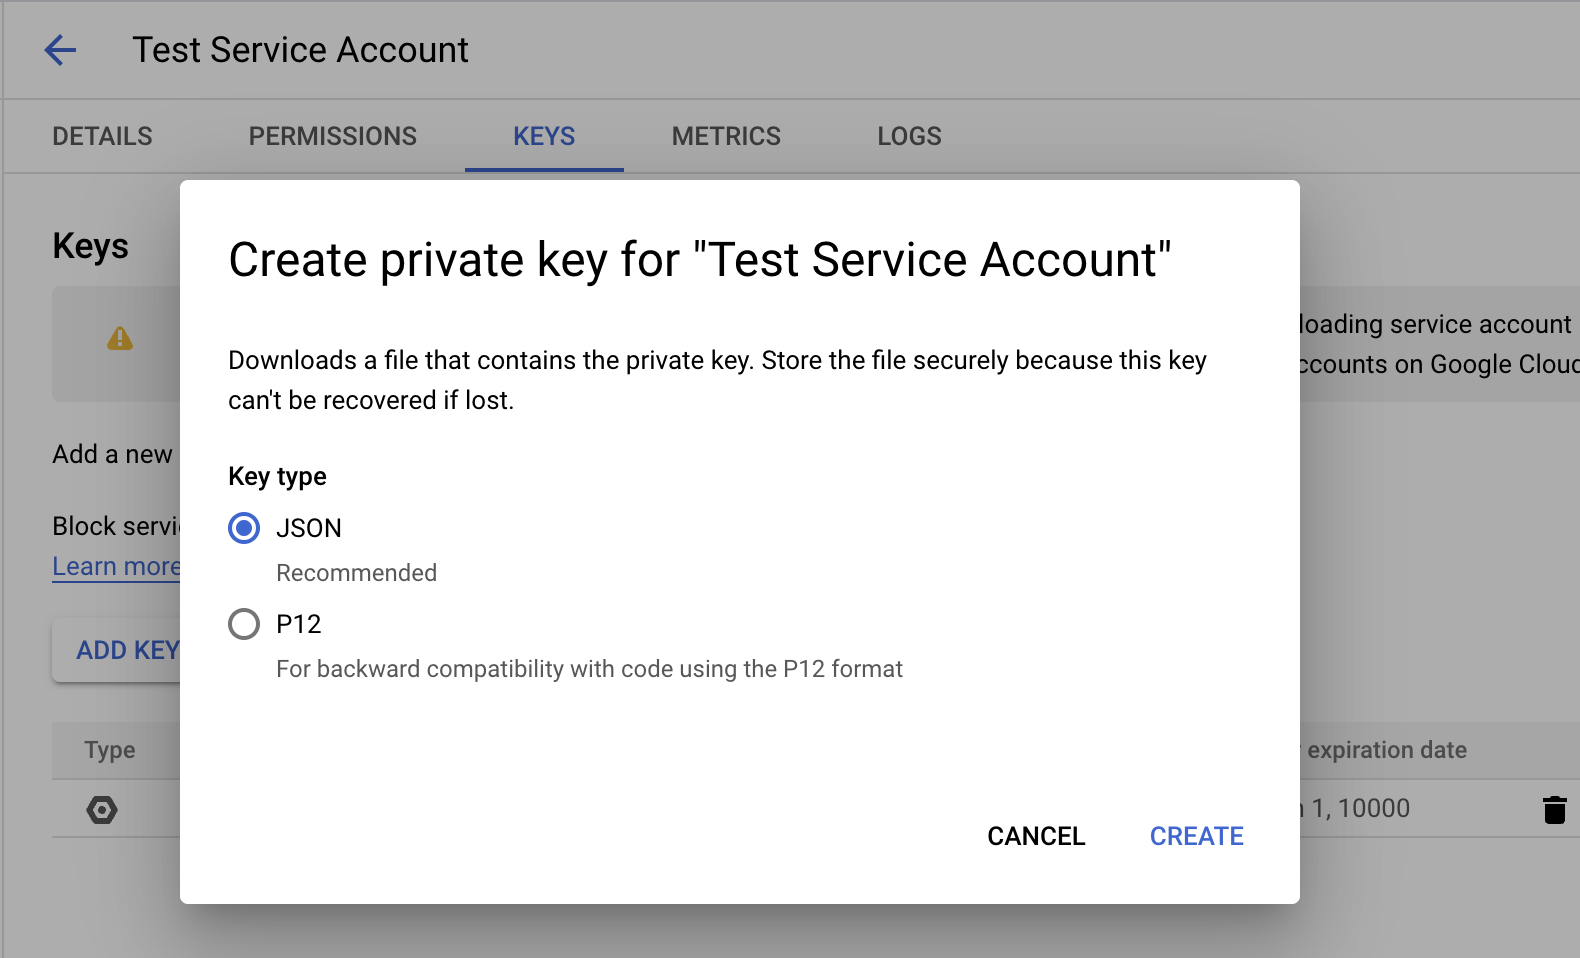 Test Service Account
DETAILS PERMISSIONS KEYS METRICS LOGS
Keys
Create private key for "Test Service Account"
loading service account
accounts on Google Cloud
Downloads a file that contains the private key. Store the file securely because this key
can't be recovered if lost.
Add a new
Key type
Block
JSON
Learn more
Recommended
P12
ADD KEY
For backward compatibility with code using the P12 format
Type expiration date
1, 10000
CANCEL CREATE